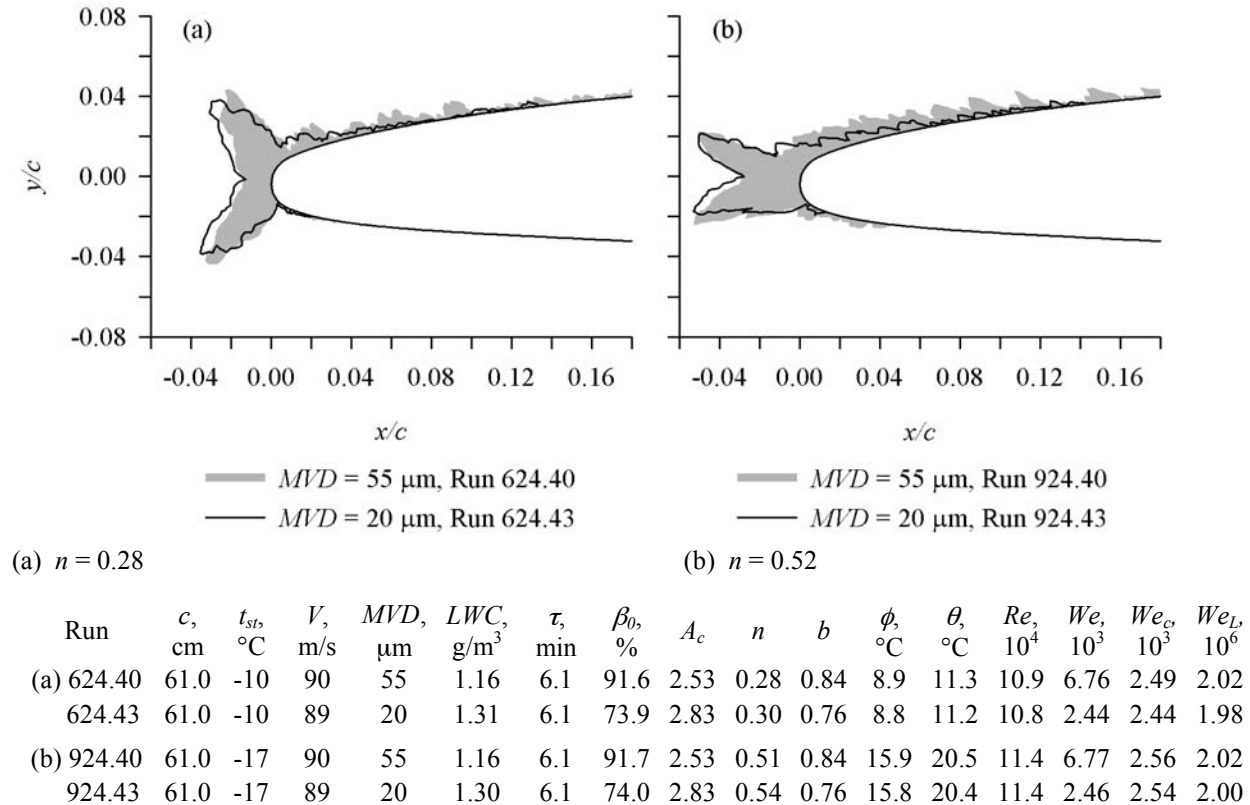 (a)
(b)
0.08
0.04
0.00
-0.04
-0.08
y/c
-0.04 0.00 0.04 0.08 0.12 0.16
-0.04 0.00 0.04 0.08 0.12 0.16
x/c
x/c
MVD = 55 μm, Run 624.40
MVD = 20 μm, Run 624.43
MVD = 55 μm, Run 924.40
MVD = 20 μm, Run 924.43
(a) n = 0.28
(b) n = 0.52
Run c, cm t_st, °C V, m/s MVD, μm LWC, g/m³ τ, min β₀, % A_c n b ϕ, °C θ, °C Re, 10⁴ We, 10³ We_c, 10³ We_L, 10⁶
(a) 624.40 61.0 -10 90 55 1.16 6.1 91.6 2.53 0.28 0.84 8.9 11.3 10.9 6.76 2.49 2.02
624.43 61.0 -10 89 20 1.31 6.1 73.9 2.83 0.30 0.76 8.8 11.2 10.8 2.44 2.44 1.98
(b) 924.40 61.0 -17 90 55 1.16 6.1 91.7 2.53 0.51 0.84 15.9 20.5 11.4 6.77 2.56 2.02
924.43 61.0 -17 89 20 1.30 6.1 74.0 2.83 0.54 0.76 15.8 20.4 11.4 2.46 2.54 2.00